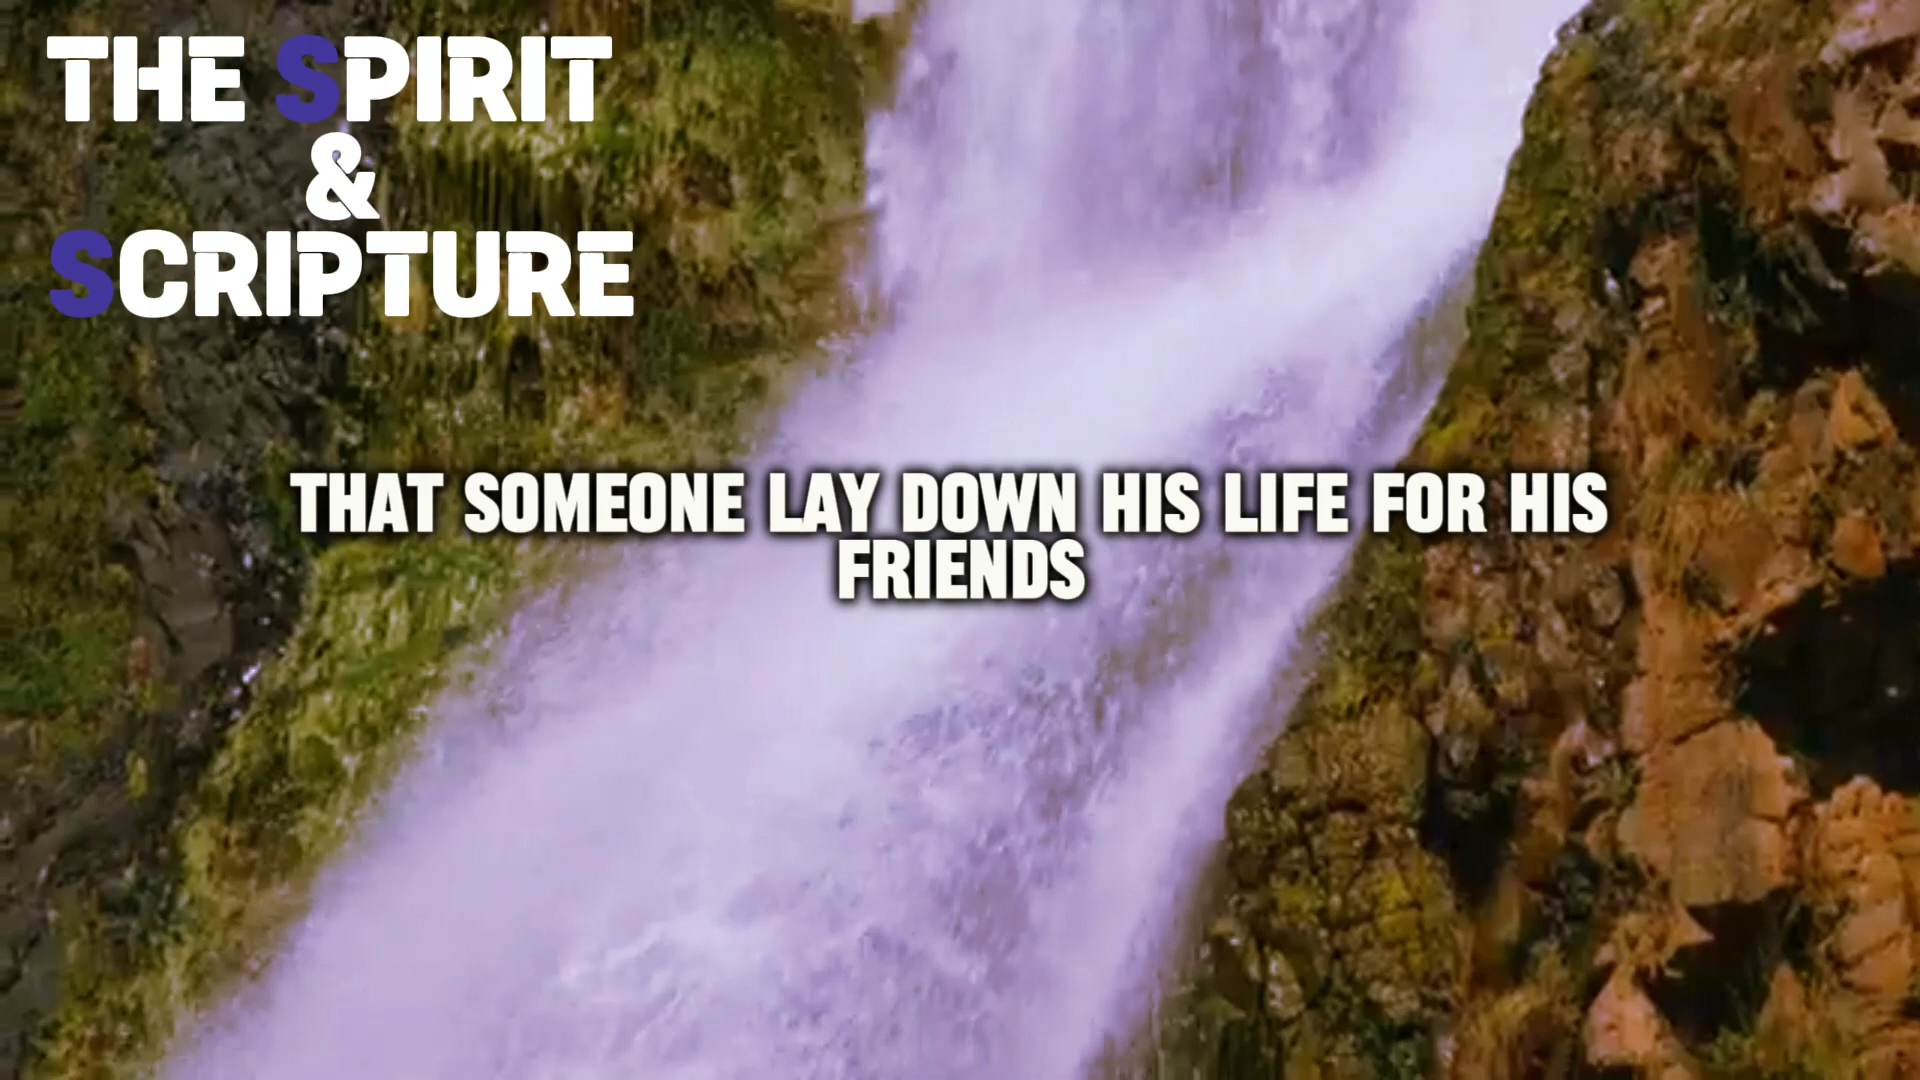 THE SPIRIT
&
SCRIPTURE
THAT SOMEONE LAY DOWN HIS LIFE FOR HIS
FRIENDS